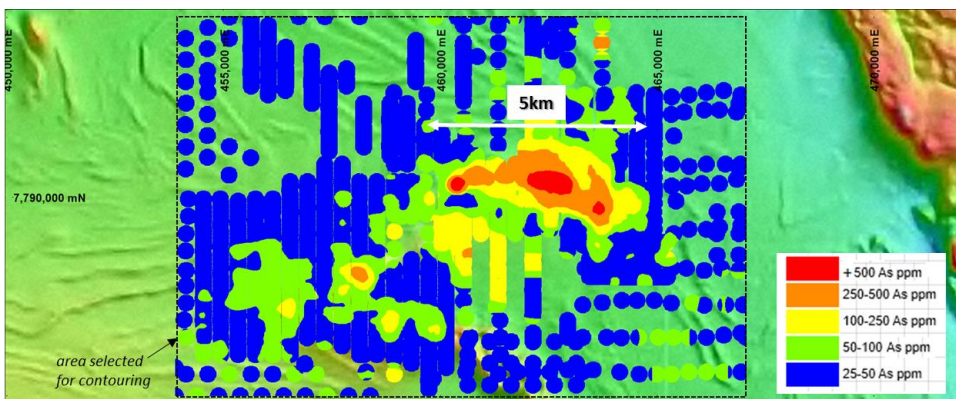 450,000 mE
455,000 mE
460,000 mE
465,000 mE
470,000 mE
5km
7,790,000 mN
+ 500 As ppm
250-500 As ppm
100-250 As ppm
50-100 As ppm
25-50 As ppm
area selected
for contouring